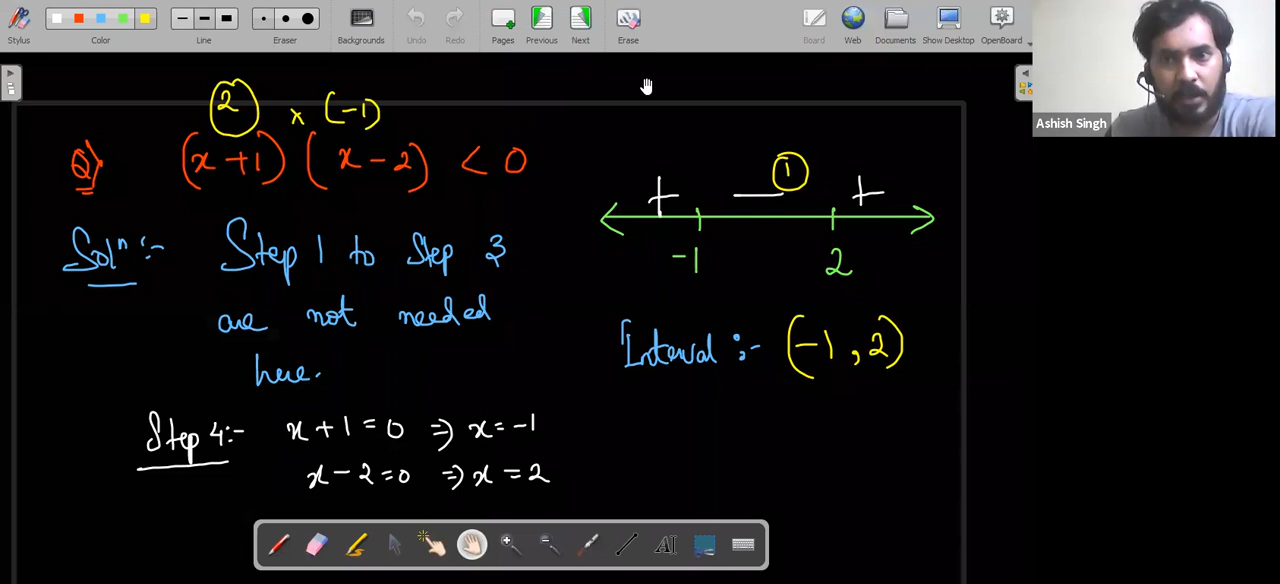 Stylus Color Line Eraser Backgrounds Undo Redo Pages Previous Next Erase Board Web Documents Show Desktop OpenBoard
Ashish Singh
2 × (-1)
Q) (x+1) (x-2) < 0
Solⁿ:- Step 1 to Step 3
are not needed
here.
Step 4:- x+1=0 => x=-1
x-2=0 => x=2
+ — 1 +
-1 2
Interval :- (-1, 2)
AI